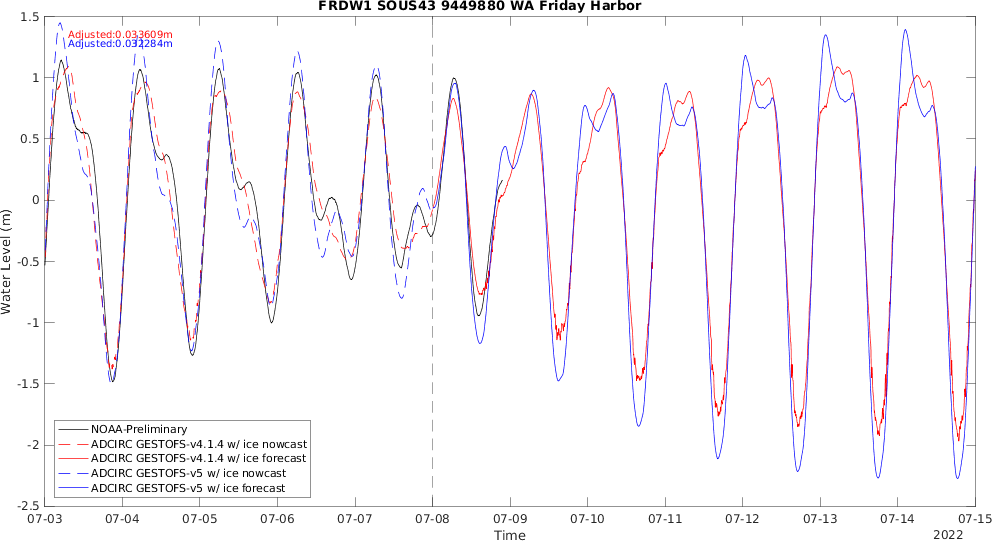 FRDW1 SOUS43 9449880 WA Friday Harbor
Adjusted:0.033609m
Adjusted:0.032284m
1.5
1
0.5
0
-0.5
-1
-1.5
-2
-2.5
Water Level (m)
NOAA-Preliminary
ADCIRC GESTOFS-v4.1.4 w/ ice nowcast
ADCIRC GESTOFS-v4.1.4 w/ ice forecast
ADCIRC GESTOFS-v5 w/ ice nowcast
ADCIRC GESTOFS-v5 w/ ice forecast
07-03 07-04 07-05 07-06 07-07 07-08 07-09 07-10 07-11 07-12 07-13 07-14 07-15
Time
2022